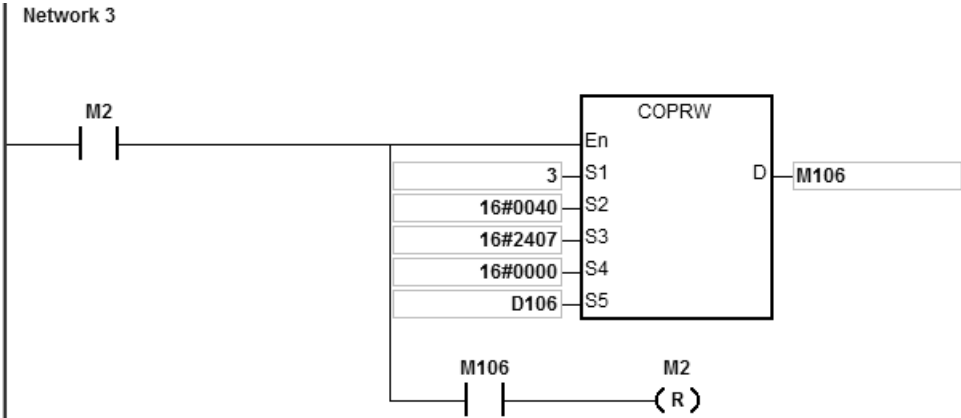 Network 3
M2
COPRW
En
3 S1 D M106
16#0040 S2
16#2407 S3
16#0000 S4
D106 S5
M106 M2
R